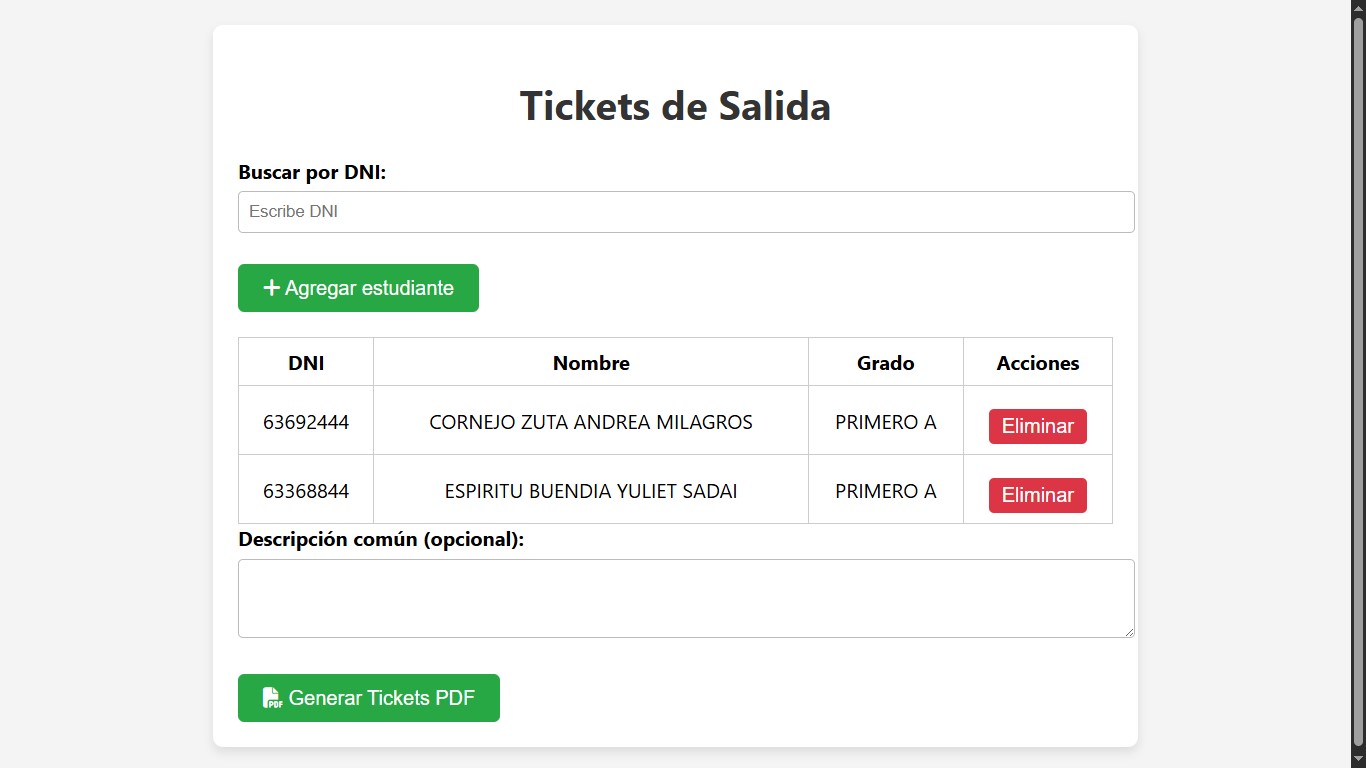 Tickets de Salida
Buscar por DNI:
Escribe DNI
Agregar estudiante
DNI Nombre Grado Acciones
63692444 CORNEJO ZUTA ANDREA MILAGROS PRIMERO A Eliminar
63368844 ESPIRITU BUENDIA YULIET SADAI PRIMERO A Eliminar
Descripción común (opcional):
PDF Generar Tickets PDF